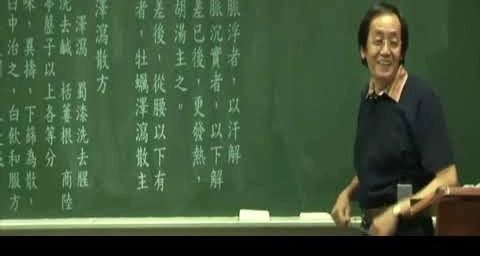 脈浮者，以汗解
脈沉實者，以下解
差已後，更發熱，
胡湯主之。
差後，從腰以下有
者，牡蠣澤瀉散主
澤瀉散方
澤瀉 蜀漆洗去腥
洗去鹹 括蔞根 商陸
子以上各等分
味，異擣，下篩為散，
臼中治之，白飲和服方